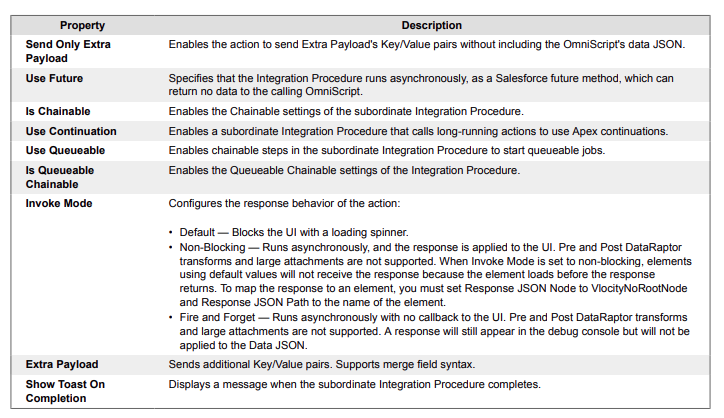 Property Description
Send Only Extra Payload Enables the action to send Extra Payload's Key/Value pairs without including the OmniScript's data JSON.
Use Future Specifies that the Integration Procedure runs asynchronously, as a Salesforce future method, which can
return no data to the calling OmniScript.
Is Chainable Enables the Chainable settings of the subordinate Integration Procedure.
Use Continuation Enables a subordinate Integration Procedure that calls long-running actions to use Apex continuations.
Use Queueable Enables chainable steps in the subordinate Integration Procedure to start queueable jobs.
Is Queueable Chainable Enables the Queueable Chainable settings of the Integration Procedure.
Invoke Mode Configures the response behavior of the action:
• Default — Blocks the UI with a loading spinner.
• Non-Blocking — Runs asynchronously, and the response is applied to the UI. Pre and Post DataRaptor
transforms and large attachments are not supported. When Invoke Mode is set to non-blocking, elements
using default values will not receive the response because the element loads before the response
returns. To map the response to an element, you must set Response JSON Node to VlocityNoRootNode
and Response JSON Path to the name of the element.
• Fire and Forget — Runs asynchronously with no callback to the UI. Pre and Post DataRaptor transforms
and large attachments are not supported. A response will still appear in the debug console but will not be
applied to the Data JSON.
Extra Payload Sends additional Key/Value pairs. Supports merge field syntax.
Show Toast On Completion Displays a message when the subordinate Integration Procedure completes.